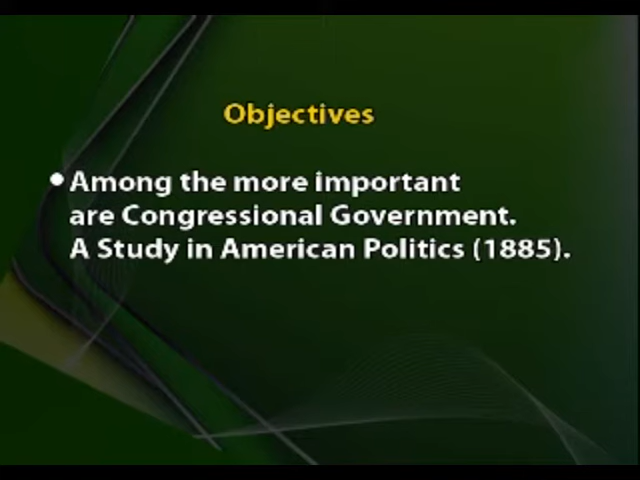 Objectives
• Among the more important
are Congressional Government.
A Study in American Politics (1885).